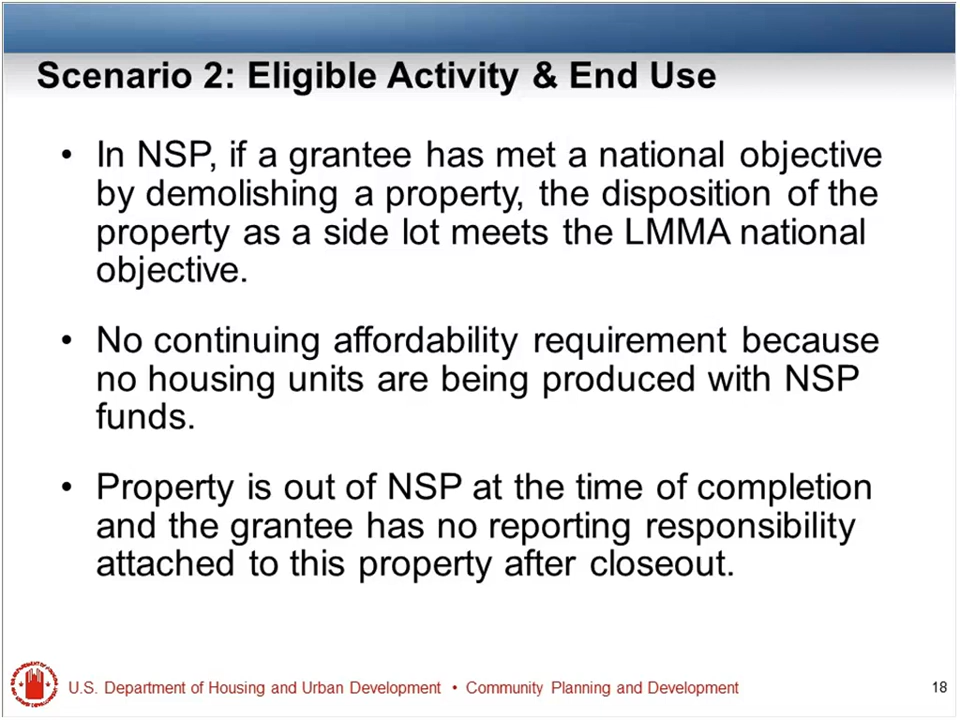 Scenario 2: Eligible Activity & End Use
• In NSP, if a grantee has met a national objective
by demolishing a property, the disposition of the
property as a side lot meets the LMMA national
objective.
• No continuing affordability requirement because
no housing units are being produced with NSP
funds.
• Property is out of NSP at the time of completion
and the grantee has no reporting responsibility
attached to this property after closeout.
U.S. Department of Housing and Urban Development • Community Planning and Development
18